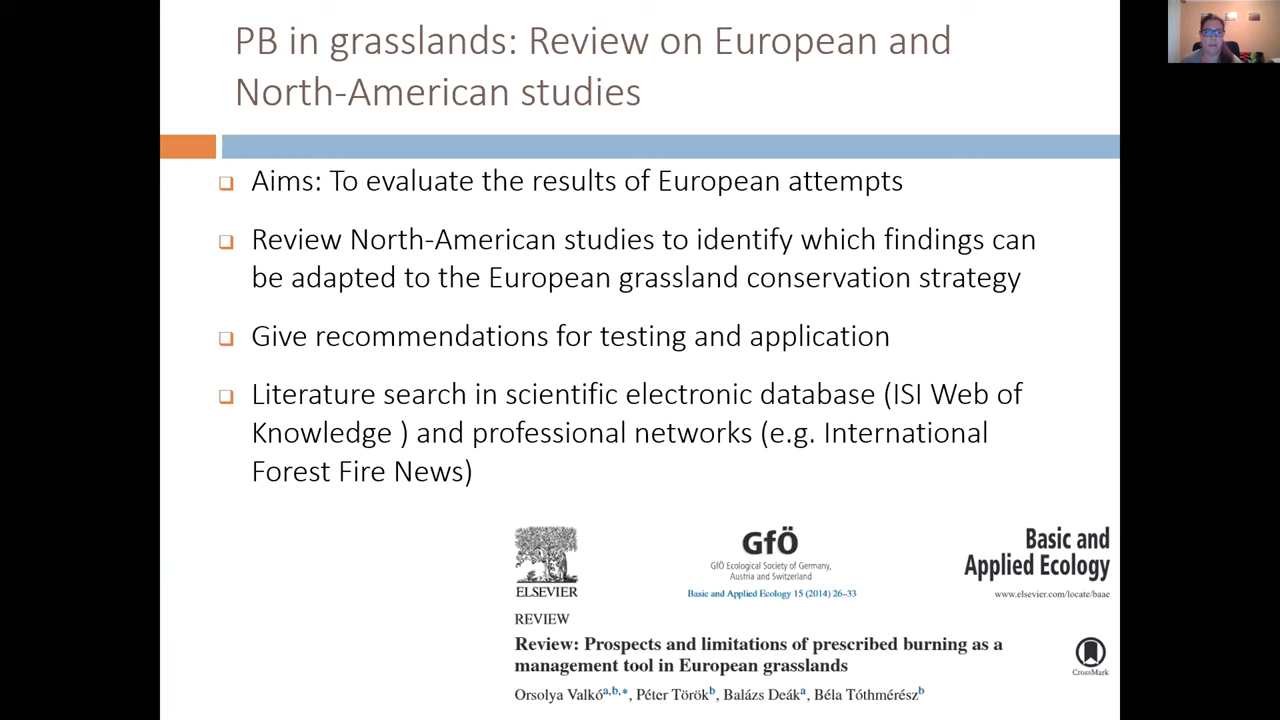 PB in grasslands: Review on European and
North-American studies
Aims: To evaluate the results of European attempts
Review North-American studies to identify which findings can
be adapted to the European grassland conservation strategy
Give recommendations for testing and application
Literature search in scientific electronic database (ISI Web of
Knowledge ) and professional networks (e.g. International
Forest Fire News)
ELSEVIER
GfÖ
GfÖ Ecological Society of Germany,
Austria and Switzerland
Basic and Applied Ecology 15 (2014) 26–33
Basic and
Applied Ecology
www.elsevier.com/locate/baae
REVIEW
Review: Prospects and limitations of prescribed burning as a
management tool in European grasslands
CrossMark
Orsolya Valkóa,b,*, Péter Törökb, Balázs Deáka, Béla Tóthmérészb